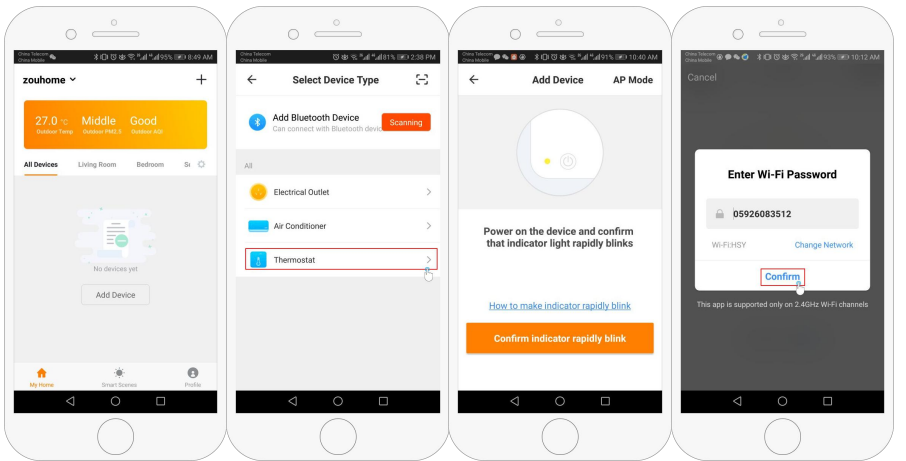 China Telecom
China Mobile
95% 8:49 AM
zouhome
27.0 °C Middle Good
Outdoor Temp Outdoor PM2.5 Outdoor AQI
All Devices Living Room Bedroom
No devices yet
Add Device
My Home Smart Scenes Profile
China Telecom
China Mobile
81% 2:38 PM
Select Device Type
Add Bluetooth Device
Can connect with Bluetooth devic
Scanning
All
Electrical Outlet
Air Conditioner
Thermostat
China Telecom
China Mobile
91% 10:40 AM
Add Device AP Mode
Power on the device and confirm
that indicator light rapidly blinks
How to make indicator rapidly blink
Confirm indicator rapidly blink
China Telecom
China Mobile
93% 10:12 AM
Cancel
Enter Wi-Fi Password
05926083512
Wi-Fi:HSY Change Network
Confirm
This app is supported only on 2.4GHz Wi-Fi channels